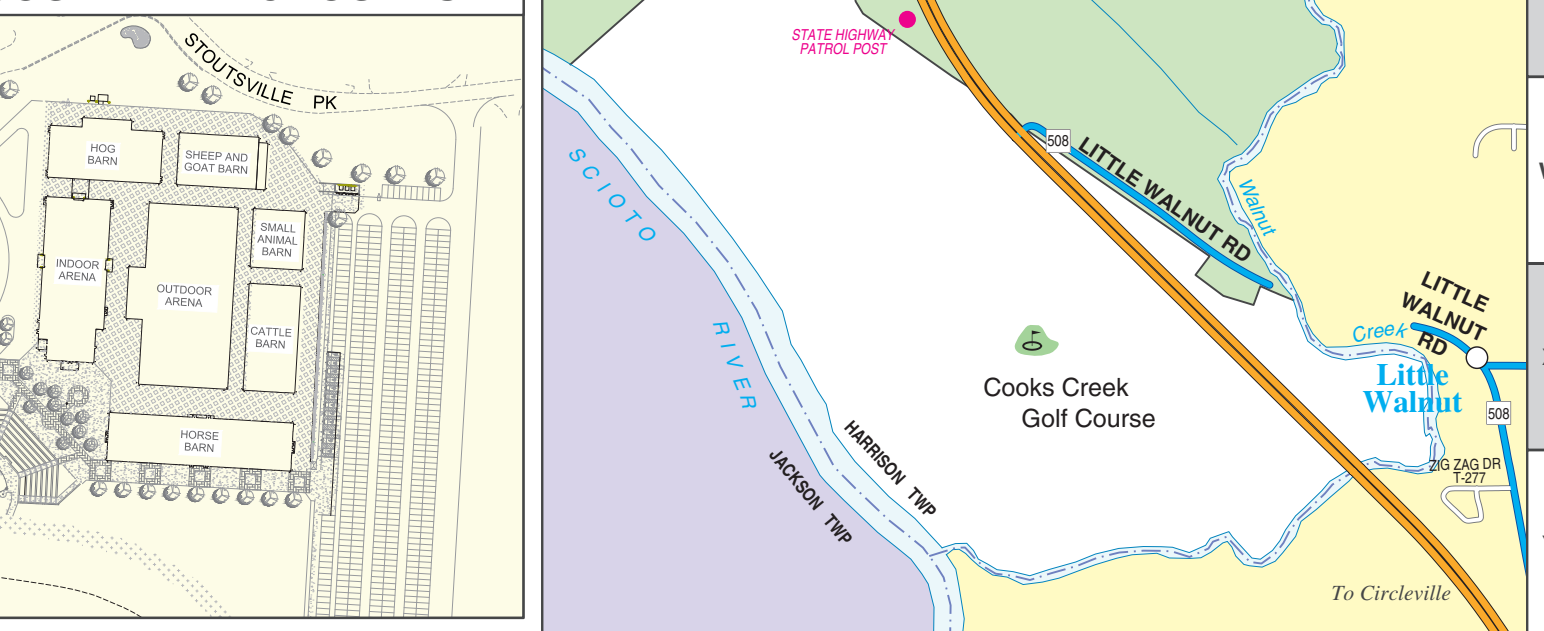 STOUTSVILLE PK
HOG
BARN
SHEEP AND
GOAT BARN
SMALL
ANIMAL
BARN
INDOOR
ARENA
OUTDOOR
ARENA
CATTLE
BARN
HORSE
BARN
STATE HIGHWAY
PATROL POST
508
LITTLE WALNUT RD
SCIOTO
RIVER
Walnut
Creek
LITTLE
WALNUT
RD
Little
Walnut
508
Cooks Creek
Golf Course
HARRISON TWP
JACKSON TWP
ZIG ZAG DR
T-277
To Circleville